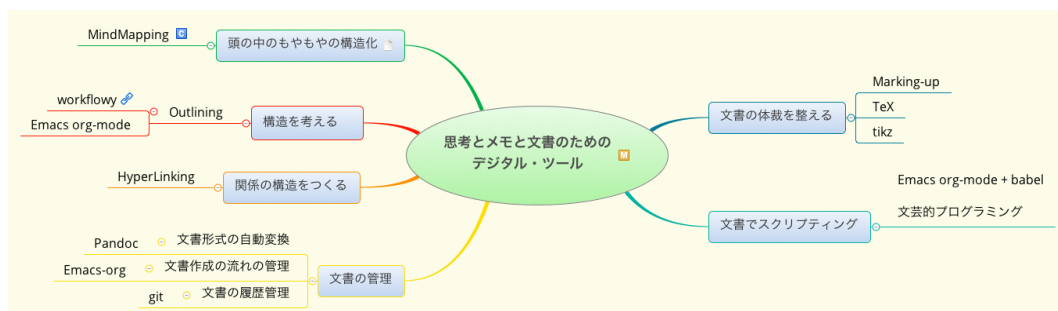 思考とメモと文書のための
デジタル・ツール
M
頭の中のもやもやの構造化
MindMapping
C
構造を考える
Outlining
workflowy
Emacs org-mode
関係の構造をつくる
HyperLinking
文書の管理
文書形式の自動変換
Pandoc
文書作成の流れの管理
Emacs-org
文書の履歴管理
git
文書の体裁を整える
Marking-up
TeX
tikz
文書でスクリプティング
Emacs org-mode + babel
文芸的プログラミング